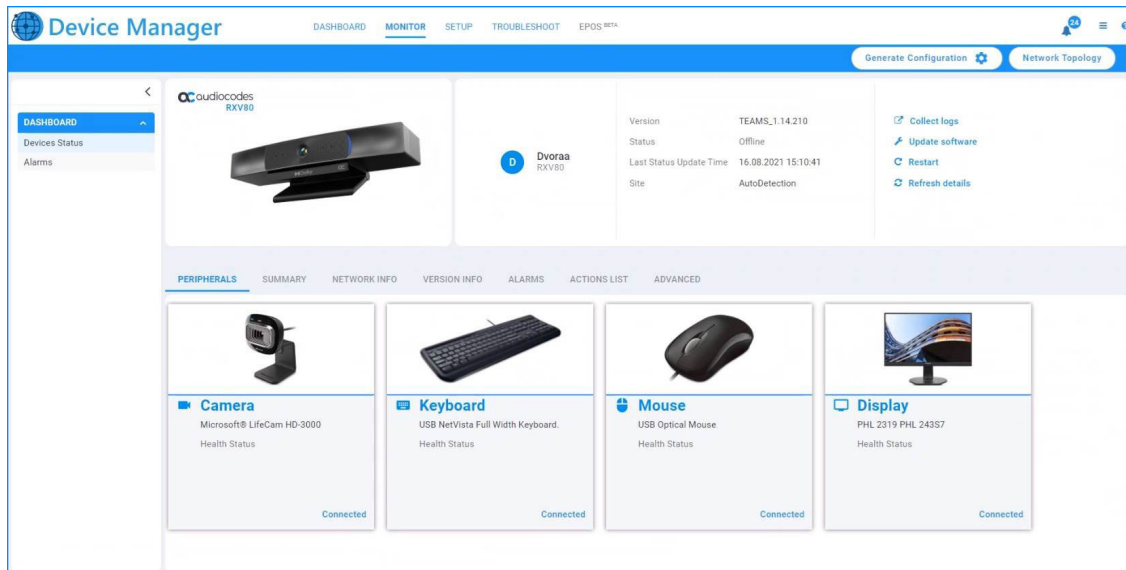 Device Manager
DASHBOARD MONITOR SETUP TROUBLESHOOT EPOS BETA
24
Generate Configuration
Network Topology
DASHBOARD
Devices Status
Alarms
audiocodes
RXV80
D
Dvoraa
RXV80
Version TEAMS_1.14.210
Status Offline
Last Status Update Time 16.08.2021 15:10:41
Site AutoDetection
Collect logs
Update software
Restart
Refresh details
PERIPHERALS SUMMARY NETWORK INFO VERSION INFO ALARMS ACTIONS LIST ADVANCED
Camera
Microsoft® LifeCam HD-3000
Health Status
Connected
Keyboard
USB NetVista Full Width Keyboard.
Health Status
Connected
Mouse
USB Optical Mouse
Health Status
Connected
Display
PHL 2319 PHL 243S7
Health Status
Connected